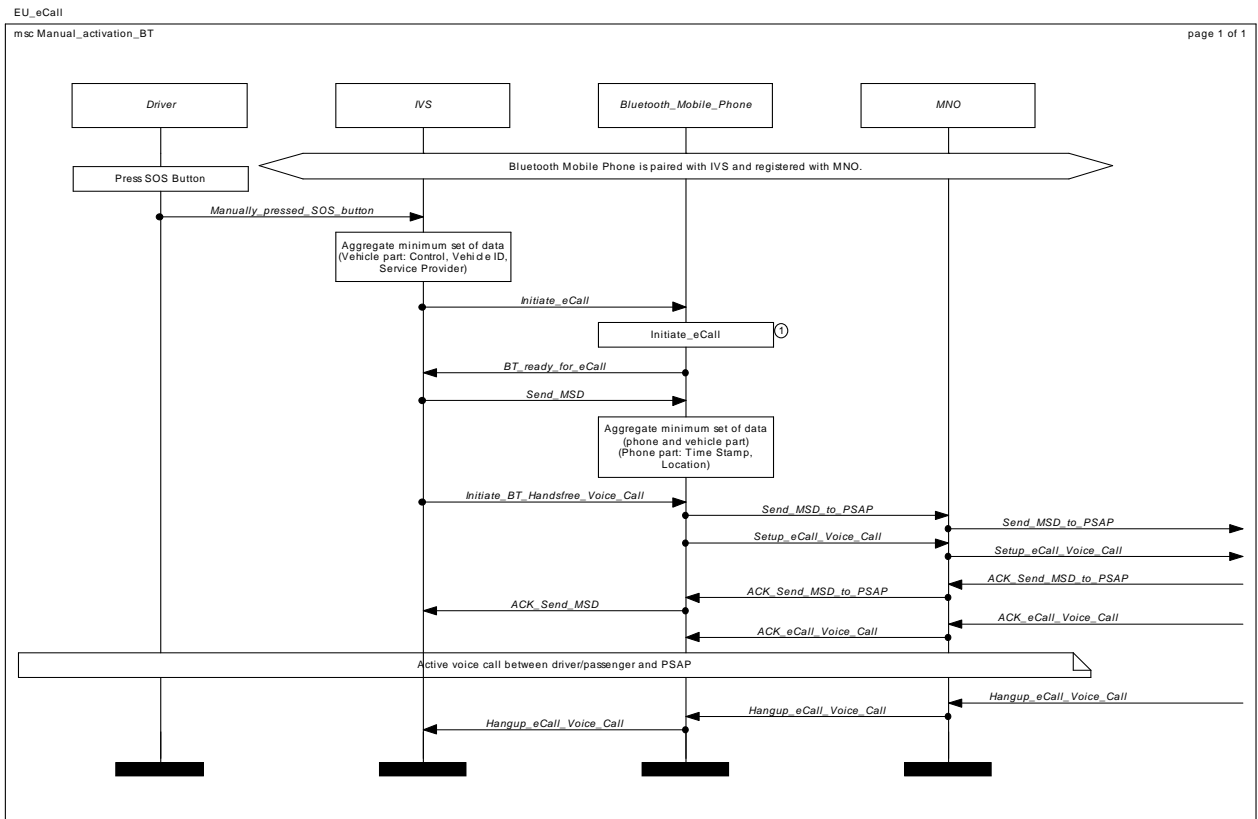 EU_eCall
msc Manual_activation_BT
page 1 of 1
Driver
IVS
Bluetooth_Mobile_Phone
MNO
Bluetooth Mobile Phone is paired with IVS and registered with MNO.
Press SOS Button
Manually_pressed_SOS_button
Aggregate minimum set of data
(Vehicle part: Control, Vehicle ID,
Service Provider)
Initiate_eCall
Initiate_eCall
1
BT_ready_for_eCall
Send_MSD
Aggregate minimum set of data
(phone and vehicle part)
(Phone part: Time Stamp,
Location)
Initiate_BT_Handsfree_Voice_Call
Send_MSD_to_PSAP
Send_MSD_to_PSAP
Setup_eCall_Voice_Call
Setup_eCall_Voice_Call
ACK_Send_MSD_to_PSAP
ACK_Send_MSD_to_PSAP
ACK_Send_MSD
ACK_eCall_Voice_Call
ACK_eCall_Voice_Call
Active voice call between driver/passenger and PSAP
Hangup_eCall_Voice_Call
Hangup_eCall_Voice_Call
Hangup_eCall_Voice_Call